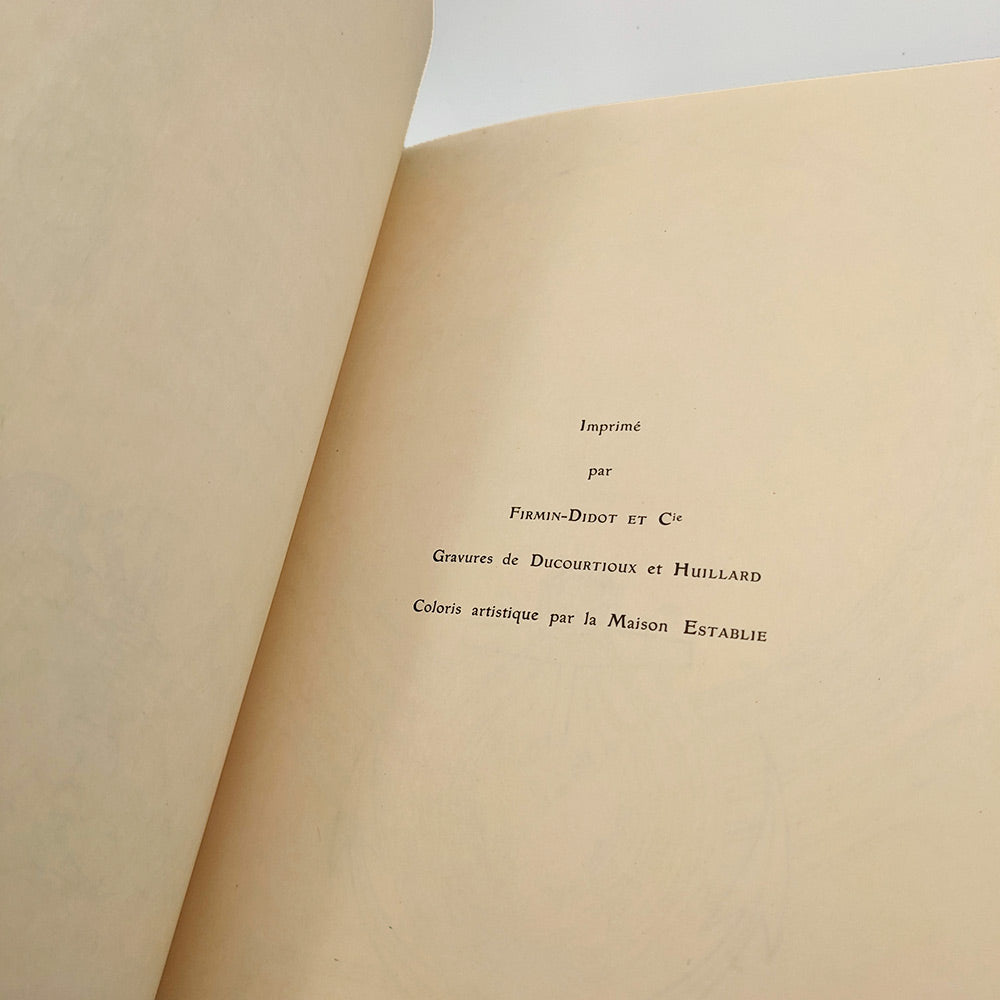 Imprimé
par
FIRMIN-DIDOT ET Cie
Gravures de DUCOURTIOUX et HUILLARD
Coloris artistique par la Maison ESTABLIE